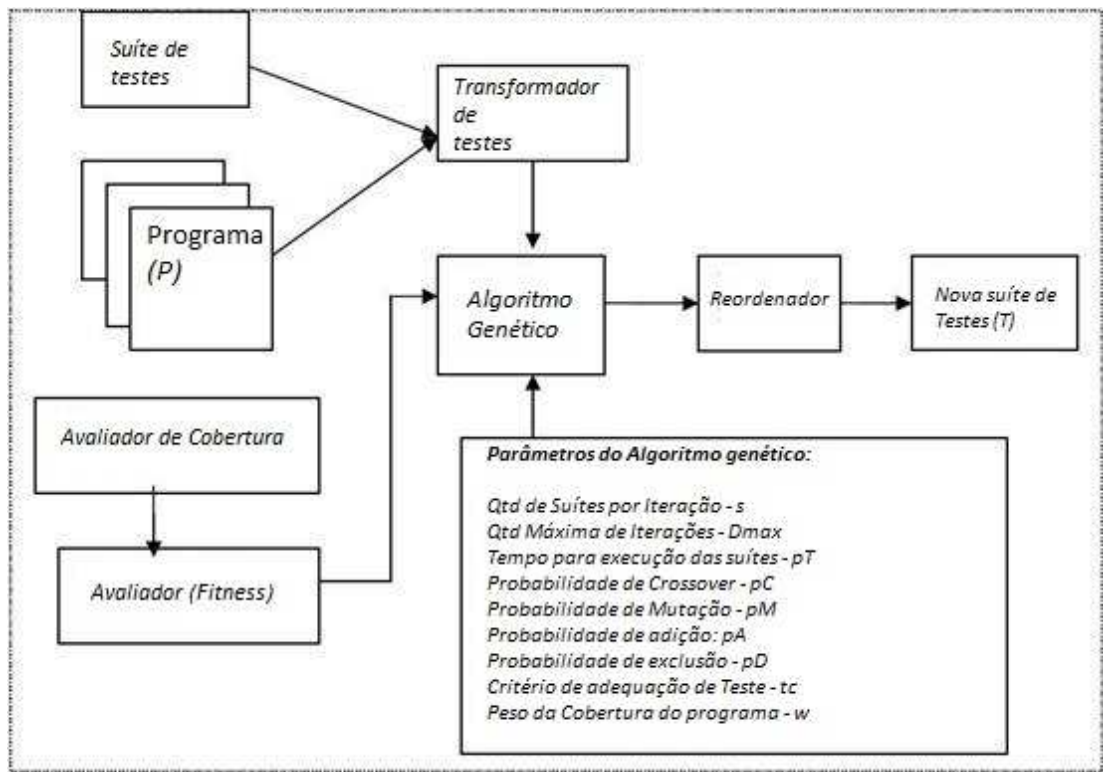 Suíte de
testes
Transformador
de
testes
Programa
(P)
Algoritmo
Genético
Reordenador
Nova suíte de
Testes (T)
Avaliador de Cobertura
Avaliador (Fitness)
Parâmetros do Algoritmo genético:
Qtd de Suítes por Iteração - s
Qtd Máxima de Iterações - Dmax
Tempo para execução das suítes - pT
Probabilidade de Crossover - pC
Probabilidade de Mutação - pM
Probabilidade de adição: pA
Probabilidade de exclusão - pD
Critério de adequação de Teste - tc
Peso da Cobertura do programa - w